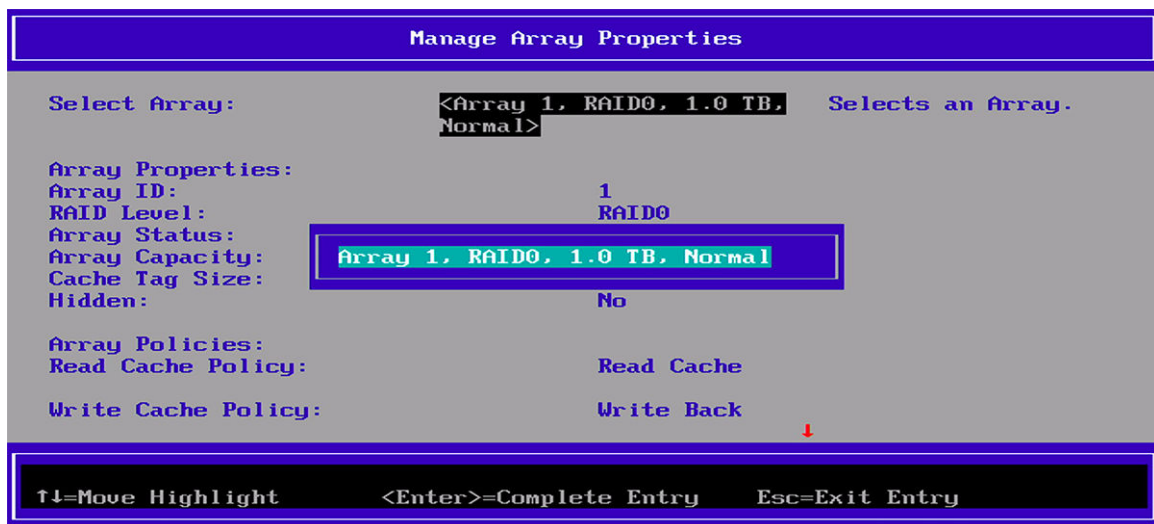 Manage Array Properties
Select Array: <Array 1, RAID0, 1.0 TB, Normal> Selects an Array.
Array Properties:
Array ID: 1
RAID Level: RAID0
Array Status:
Array Capacity:
Array 1, RAID0, 1.0 TB, Normal
Cache Tag Size:
Hidden: No
Array Policies:
Read Cache Policy: Read Cache
Write Cache Policy: Write Back
↓
↑↓=Move Highlight <Enter>=Complete Entry Esc=Exit Entry